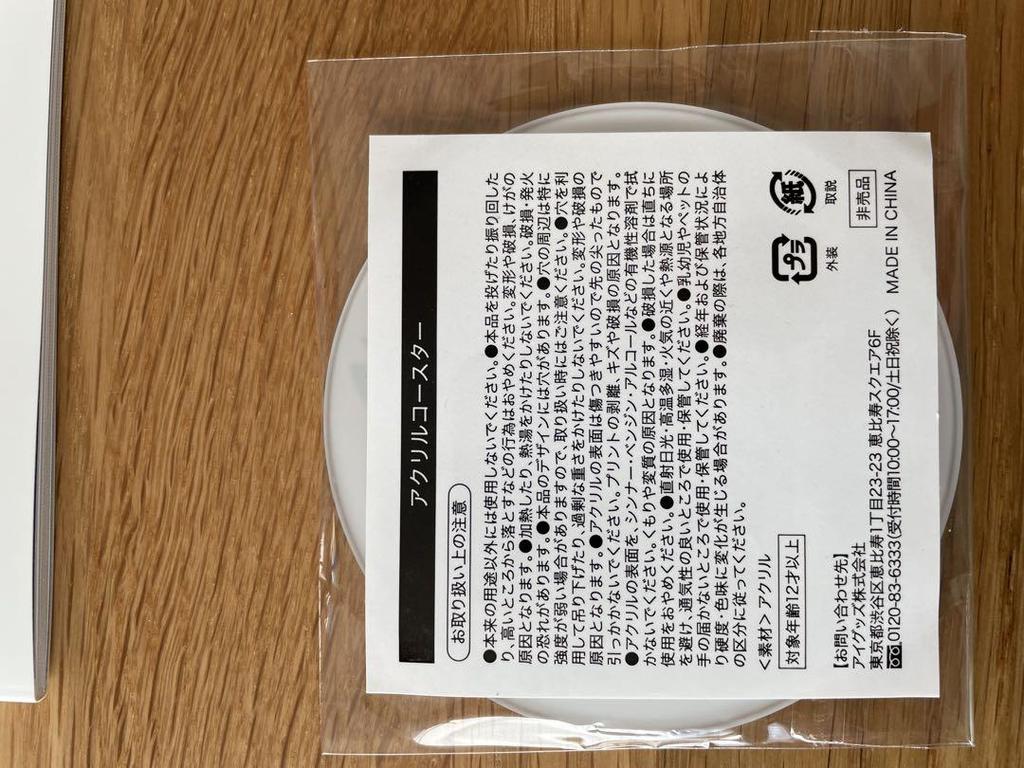 アクリルコースター
お取り扱い上の注意
●本来の用途以外には使用しないでください。●本品を投げたり振り回した
り、高いところから落とすなどの行為はおやめください。変形や破損、けがの
原因となります。●加熱したり、熱湯をかけたりしないでください。破損・発火
の恐れがあります。●本品のデザインには穴があります。●穴の周辺は特に
強度が弱い場合がありますので、取り扱い時にはご注意ください。●穴を利
用して吊り下げたり、過剰な重さをかけたりしないでください。変形や破損の
原因となります。●アクリルの表面は傷つきやすいので先の尖ったもので
引っかかないでください。プリントの剥離、キズや破損の原因となります。
●アクリルの表面を、シンナー・ベンジン・アルコールなどの有機性溶剤で拭
かないでください。くもりや変質の原因となります。●破損した場合は直ちに
使用をおやめください。●直射日光・高温多湿・火気の近くや熱源となる場所
を避け、通気性の良いところで使用・保管してください。●乳幼児やペットの
手の届かないところで使用・保管してください。●経年および保管状況によ
り硬度・色味に変化が生じる場合があります。●廃棄の際は、各地方自治体
の区分に従ってください。
<素材>アクリル
対象年齢12才以上
プラ
外装
紙
取説
【お問い合わせ先】
アイグッズ株式会社
東京都渋谷区恵比寿1丁目23-23 恵比寿スクエア6F
0120-83-6333(受付時間10:00~17:00/土日祝除く)
非売品
MADE IN CHINA